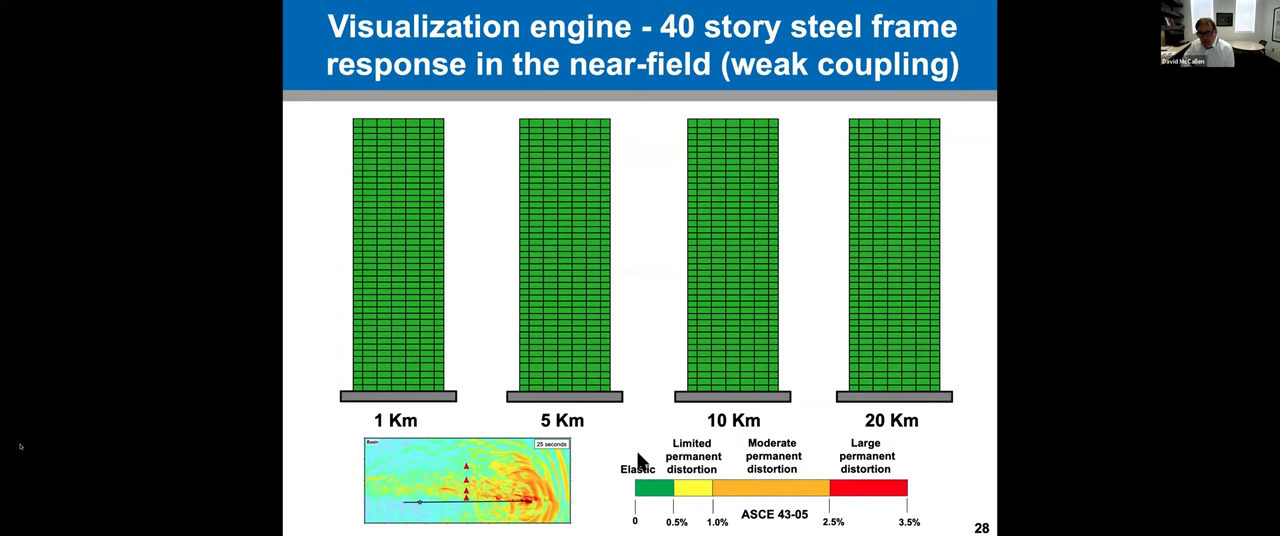 Visualization engine - 40 story steel frame
response in the near-field (weak coupling)
David McCallen
1 Km
5 Km
10 Km
20 Km
Basin
25 seconds
Elastic
Limited
permanent
distortion
Moderate
permanent
distortion
Large
permanent
distortion
0
0.5%
1.0%
ASCE 43-05
2.5%
3.5%
28